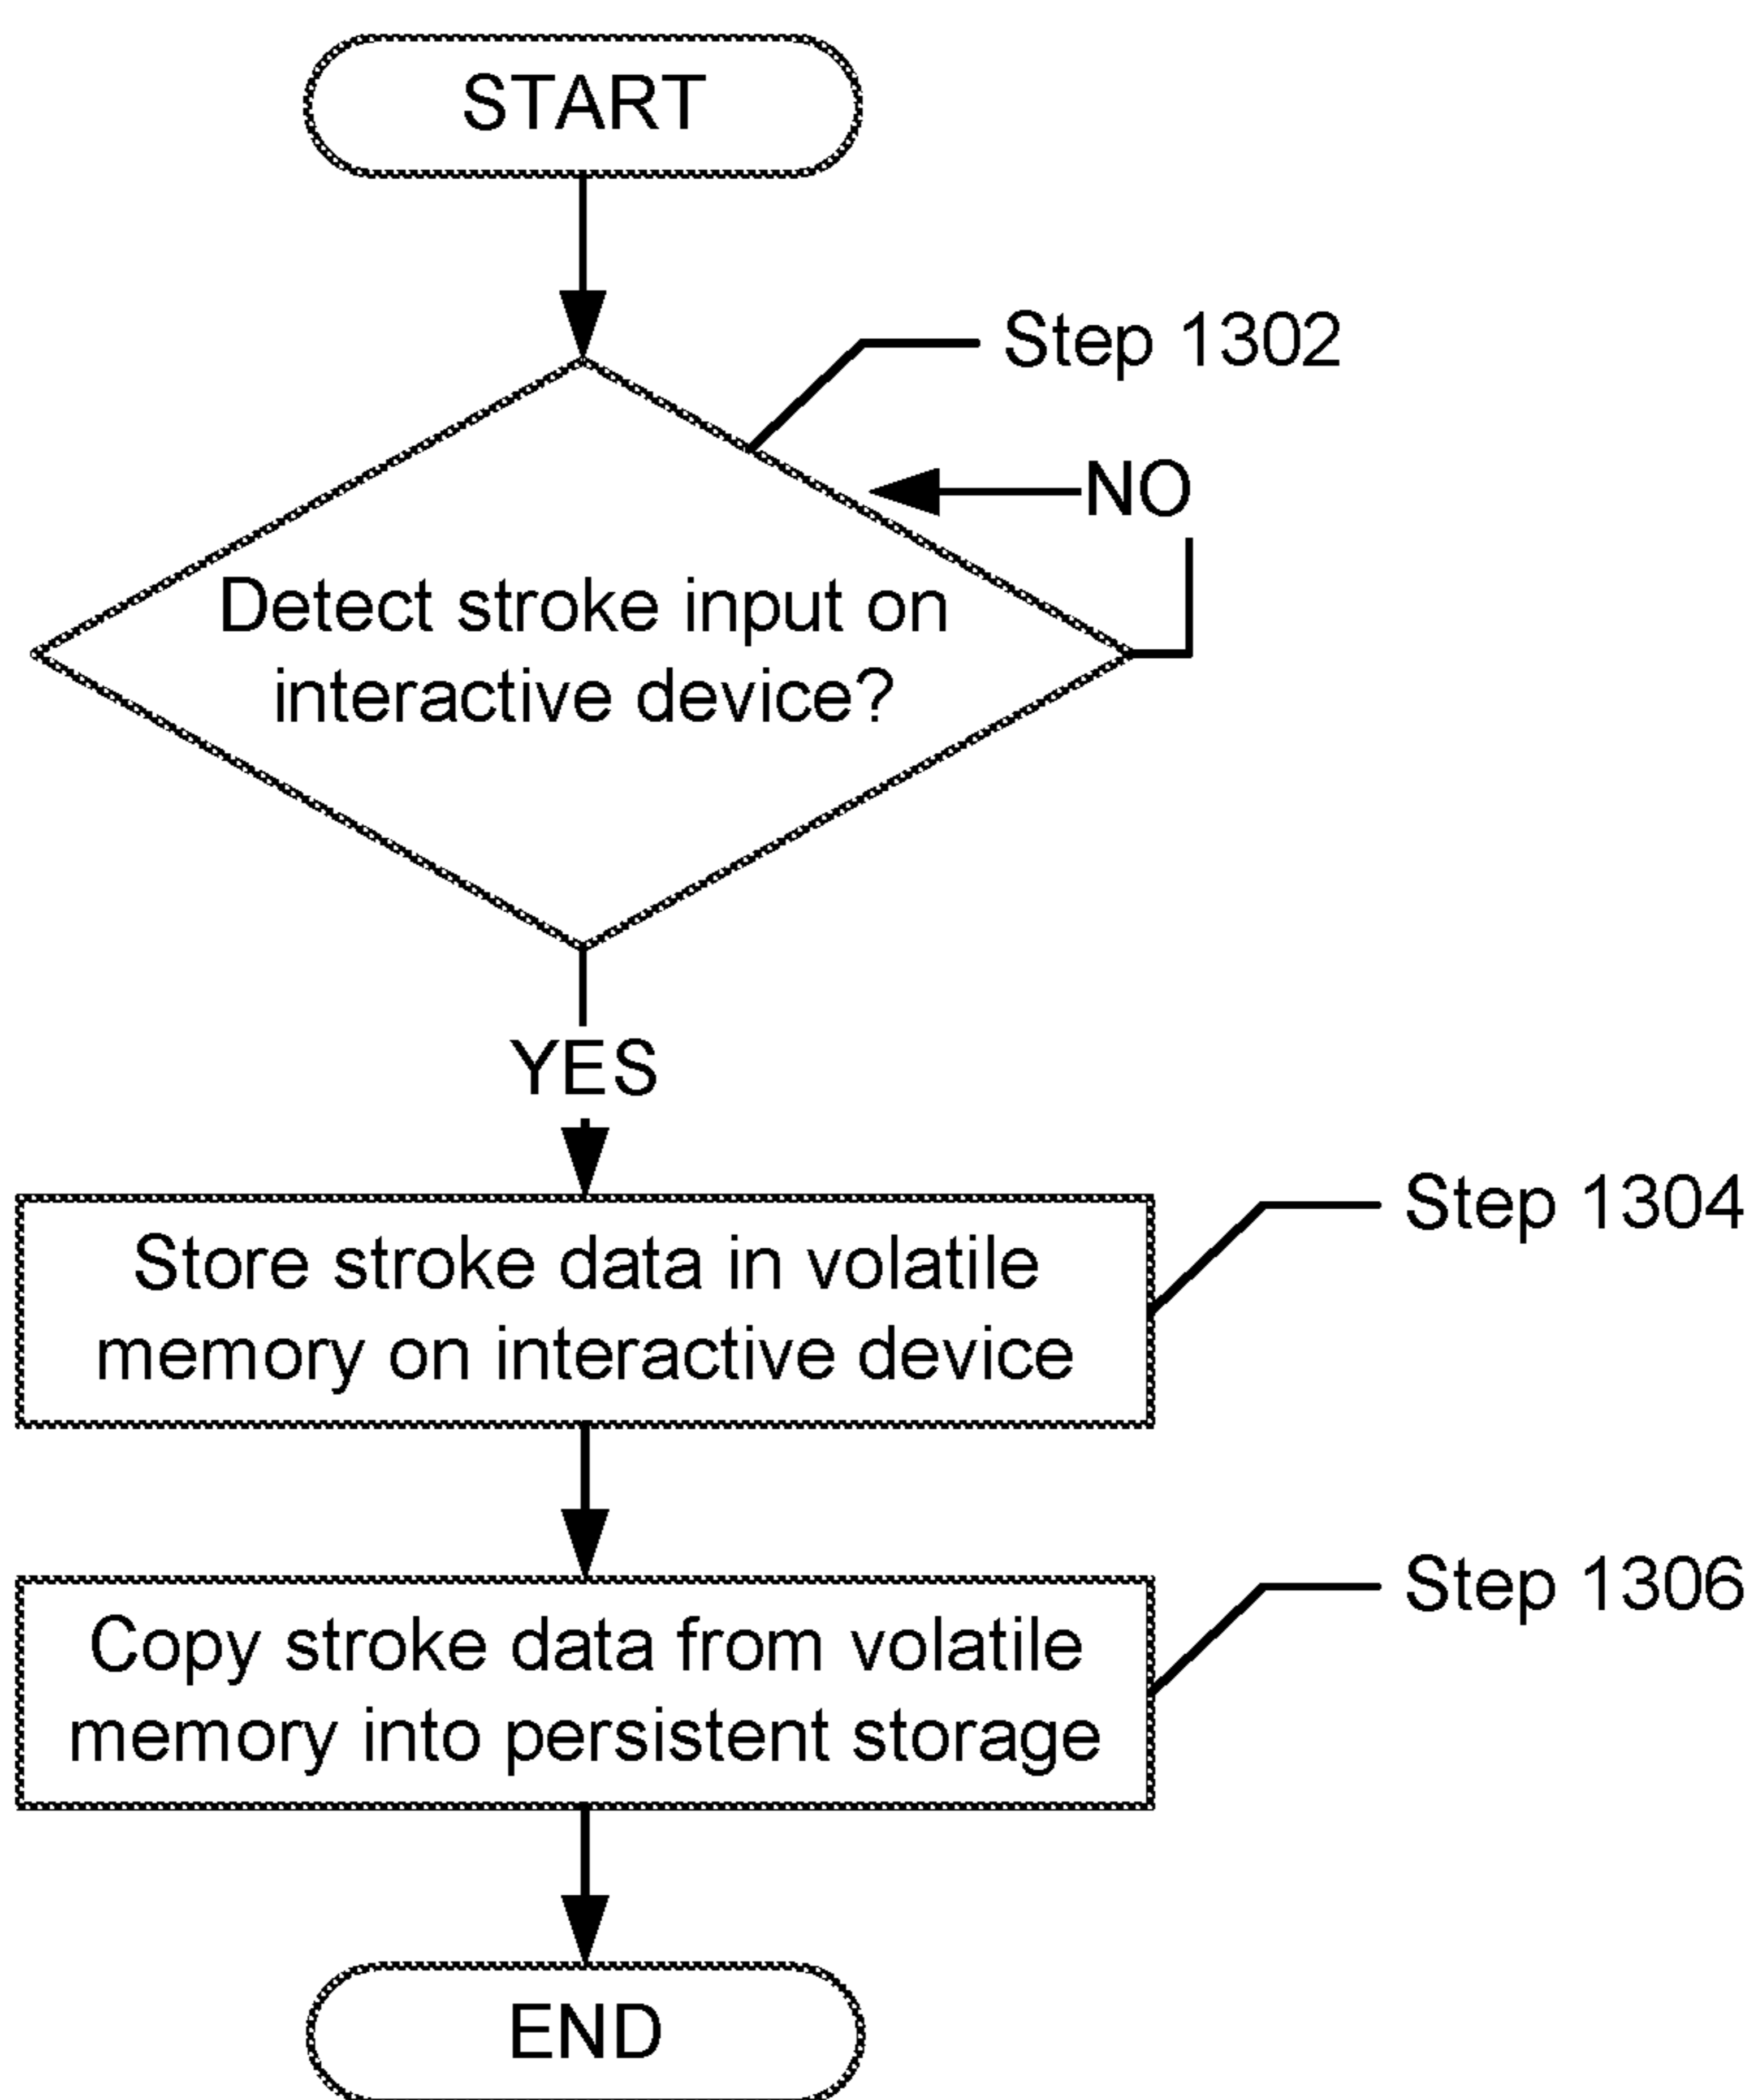 START
Step 1302
NO
Detect stroke input on
interactive device?
YES
Step 1304
Store stroke data in volatile
memory on interactive device
Step 1306
Copy stroke data from volatile
memory into persistent storage
END